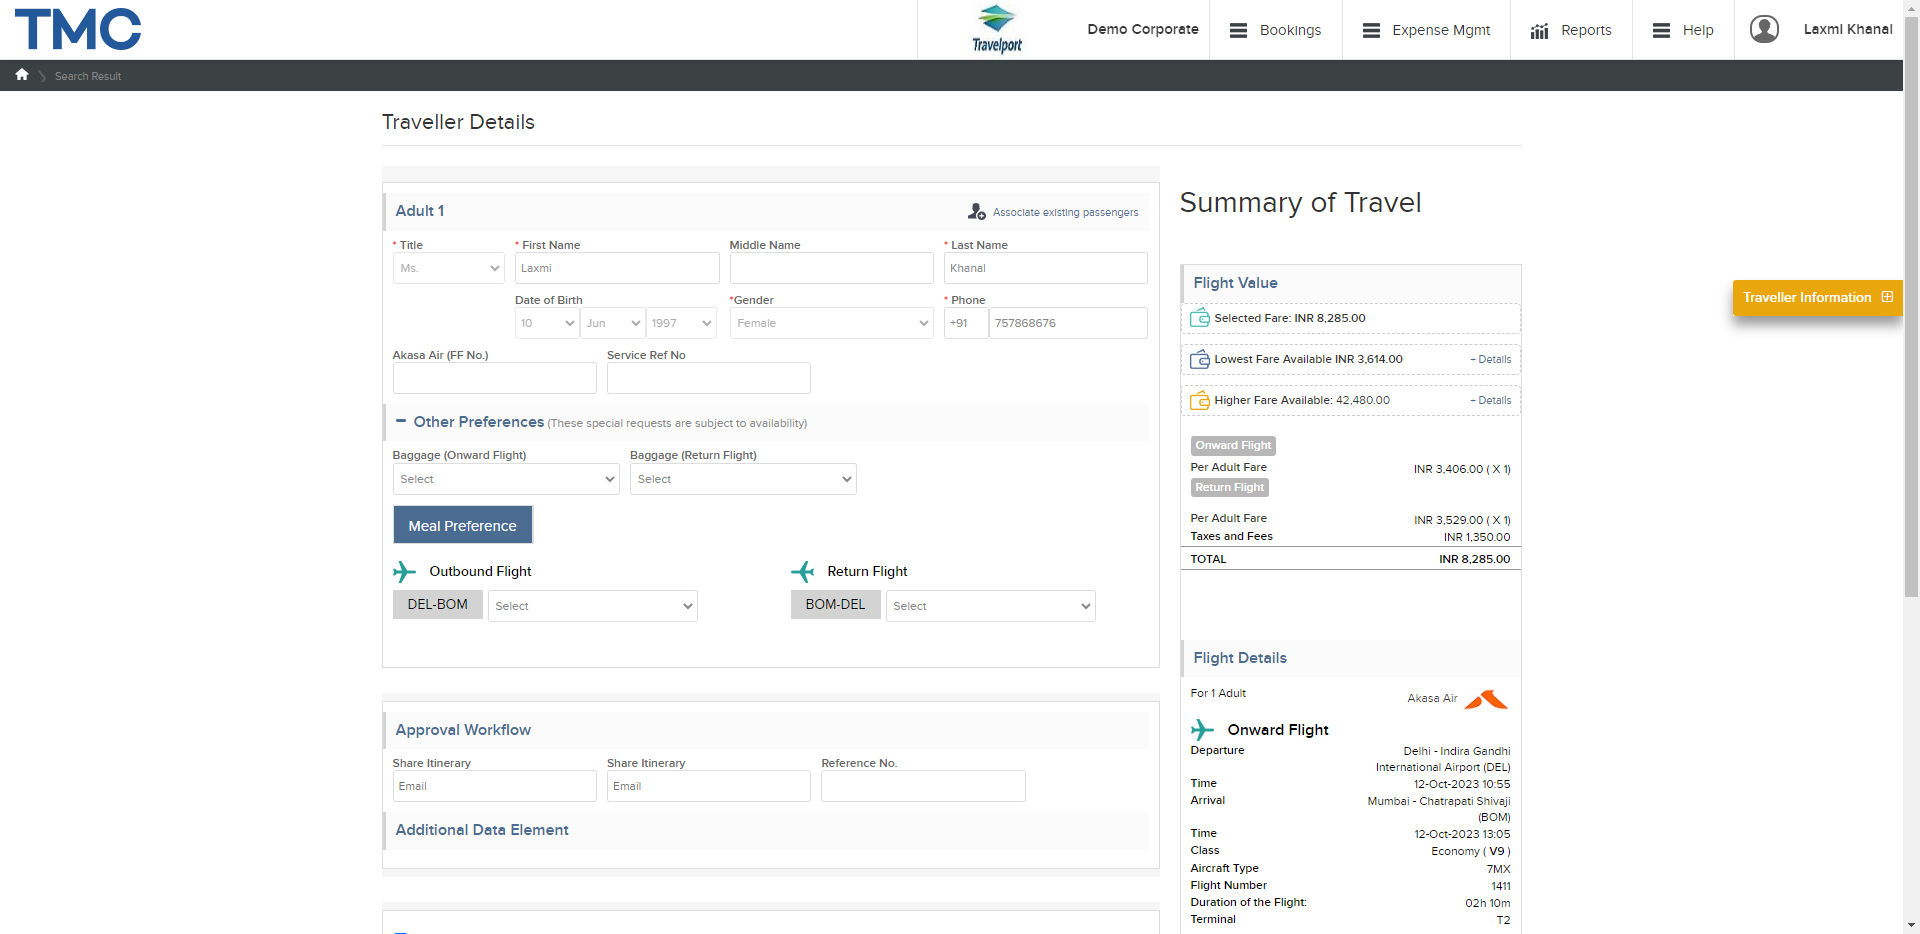 TMC
Travelport
Demo Corporate
Bookings
Expense Mgmt
Reports
Help
Laxmi Khanal
Search Result
Traveller Details
Adult 1
Associate existing passengers
* Title
* First Name
Middle Name
* Last Name
Ms.
Laxmi
Khanal
Date of Birth
*Gender
* Phone
10
Jun
1997
Female
+91
757868676
Akasa Air (FF No.)
Service Ref No
Other Preferences (These special requests are subject to availability)
Baggage (Onward Flight)
Baggage (Return Flight)
Select
Select
Meal Preference
Outbound Flight
Return Flight
DEL-BOM
Select
BOM-DEL
Select
Approval Workflow
Share Itinerary
Share Itinerary
Reference No.
Email
Email
Additional Data Element
Summary of Travel
Flight Value
Selected Fare: INR 8,285.00
Lowest Fare Available INR 3,614.00
+ Details
Higher Fare Available: 42,480.00
+ Details
Onward Flight
Per Adult Fare
INR 3,406.00 ( X 1)
Return Flight
Per Adult Fare
INR 3,529.00 ( X 1)
Taxes and Fees
INR 1,350.00
TOTAL
INR 8,285.00
Traveller Information
Flight Details
For 1 Adult
Akasa Air
Onward Flight
Departure
Delhi - Indira Gandhi
International Airport (DEL)
Time
12-Oct-2023 10:55
Arrival
Mumbai - Chatrapati Shivaji
(BOM)
Time
12-Oct-2023 13:05
Class
Economy ( V9 )
Aircraft Type
7MX
Flight Number
1411
Duration of the Flight:
02h 10m
Terminal
T2